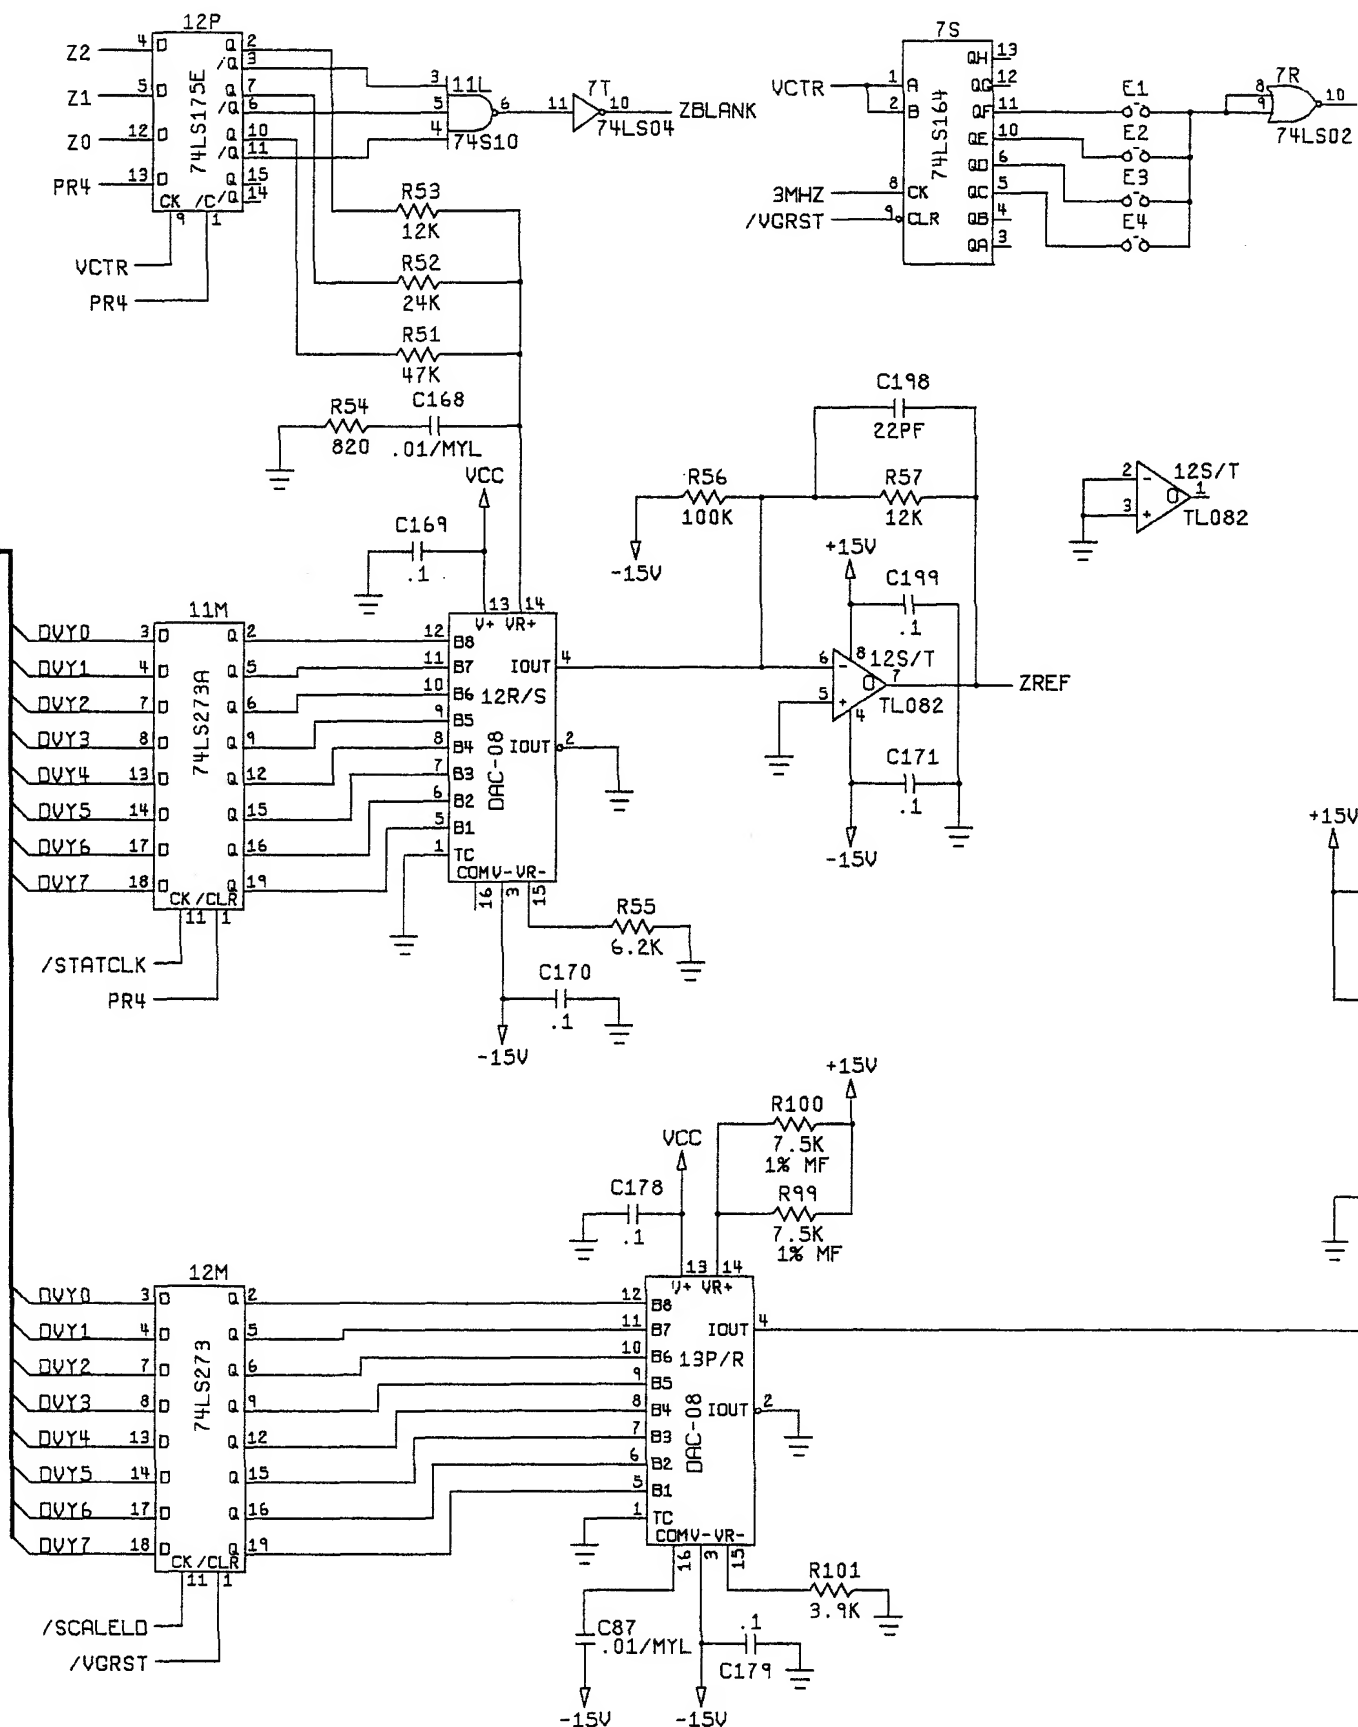 12P
Z2 4 D Q 2
/Q 3
Z1 5 D Q 7
/Q 6
Z0 12 D Q 10
/Q 11
PR4 13 D Q 15
/Q 14
74LS175E
CK /C
9 1
VCTR
PR4
3 11L
5 6
4 74S10
7T
11 10 ZBLANK
74LS04
R53
12K
R52
24K
R51
47K
R54 C168
820 .01/MYL
7S
QH 13
VCTR 1 A QG 12
2 B QF 11
QE 10
QD 6
3MHZ 8 CK QC 5
/VGRST 9 CLR QB 4
QA 3
74LS164
E1
E2
E3
E4
7R
8 10
9
74LS02
VCC
C169
.1
C198
22PF
R56 R57
100K 12K
-15V
+15V
C199
.1
2 - 12S/T
3 + 1
TL082
6 - 8 12S/T
5 + 7 ZREF
4 TL082
C171
.1
-15V
+15V
11M
DVY0 3 D Q 2
DVY1 4 D Q 5
DVY2 7 D Q 6
DVY3 8 D Q 9
DVY4 13 D Q 12
DVY5 14 D Q 15
DVY6 17 D Q 16
DVY7 18 D Q 19
74LS273A
CK /CLR
11 1
/STATCLK
PR4
13 14
V+ VR+
12 B8
11 B7 IOUT 4
10 B6 12R/S
9 B5
8 B4 IOUT 2
7 B3
6 B2
5 B1
1 TC
DAC-08
COM V- VR-
16 3 15
R55
6.2K
C170
.1
-15V
+15V
R100
7.5K
1% MF
R99
7.5K
1% MF
VCC
C178
.1
12M
DVY0 3 D Q 2
DVY1 4 D Q 5
DVY2 7 D Q 6
DVY3 8 D Q 9
DVY4 13 D Q 12
DVY5 14 D Q 15
DVY6 17 D Q 16
DVY7 18 D Q 19
74LS273
CK /CLR
11 1
/SCALELD
/VGRST
13 14
V+ VR+
12 B8
11 B7 IOUT 4
10 B6 13P/R
9 B5
8 B4 IOUT 2
7 B3
6 B2
5 B1
1 TC
DAC-08
COM V- VR-
16 3 15
R101
3.9K
C87
.01/MYL
.1
C179
-15V -15V